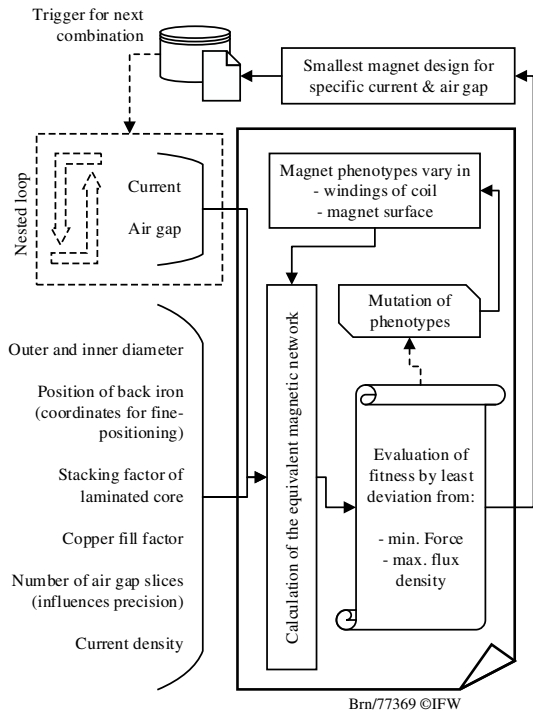 Trigger for next
combination
Smallest magnet design for
specific current & air gap
Nested loop
Current
Air gap
Magnet phenotypes vary in
- windings of coil
- magnet surface
Mutation of
phenotypes
Calculation of the equivalent magnetic network
Outer and inner diameter
Position of back iron
(coordinates for fine-
positioning)
Stacking factor of
laminated core
Copper fill factor
Number of air gap slices
(influences precision)
Current density
Evaluation of
fitness by least
deviation from:
- min. Force
- max. flux
density
Brn/77369 ©IFW